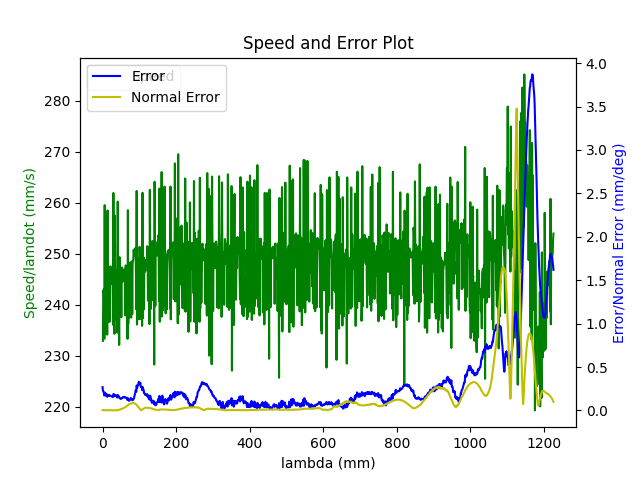 Speed and Error Plot
Error
Normal Error
280
270
260
250
240
230
220
Speed/lamdot (mm/s)
4.0
3.5
3.0
2.5
2.0
1.5
1.0
0.5
0.0
Error/Normal Error (mm/deg)
0 200 400 600 800 1000 1200
lambda (mm)